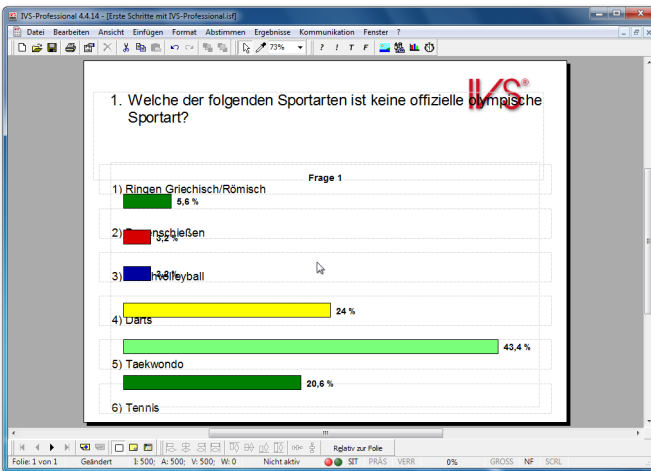 IVS-Professional 4.4.14 - [Erste Schritte mit IVS-Professional.isf]
Datei Bearbeiten Ansicht Einfügen Format Abstimmen Ergebnisse Kommunikation Fenster ?
73% ? ! T F
IVS®
1. Welche der folgenden Sportarten ist keine offizielle olympische
Sportart?
Frage 1
1) Ringen Griechisch/Römisch
5,6 %
2)
3,2 %
3)
4) Darts
24 %
43,4 %
5) Taekwondo
20,6 %
6) Tennis
Relativ zur Folie
Folie: 1 von 1 Geändert I: 500; A: 500; V: 500; W: 0 Nicht aktiv SIT PRÄS VERR 0% GROSS NF SCRL